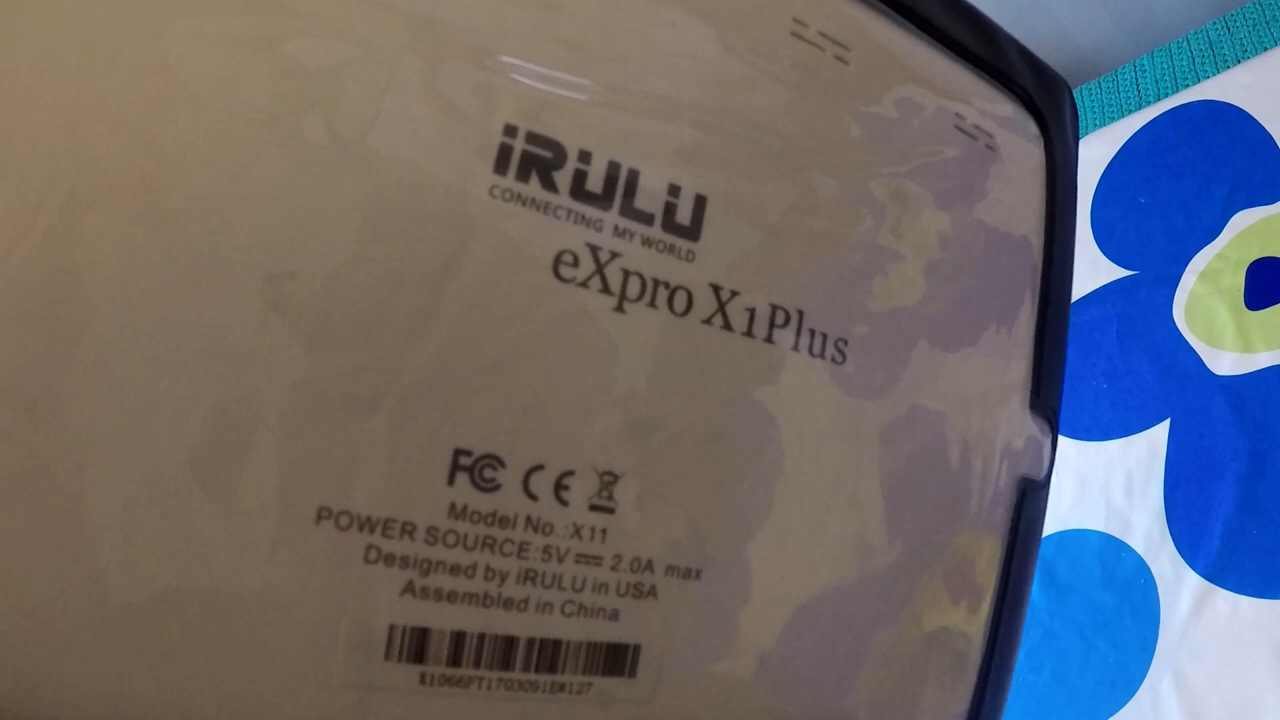 iRULU
CONNECTING MY WORLD
eXpro X1Plus
FC CE
Model No.:X11
POWER SOURCE:5V 2.0A max
Designed by iRULU in USA
Assembled in China